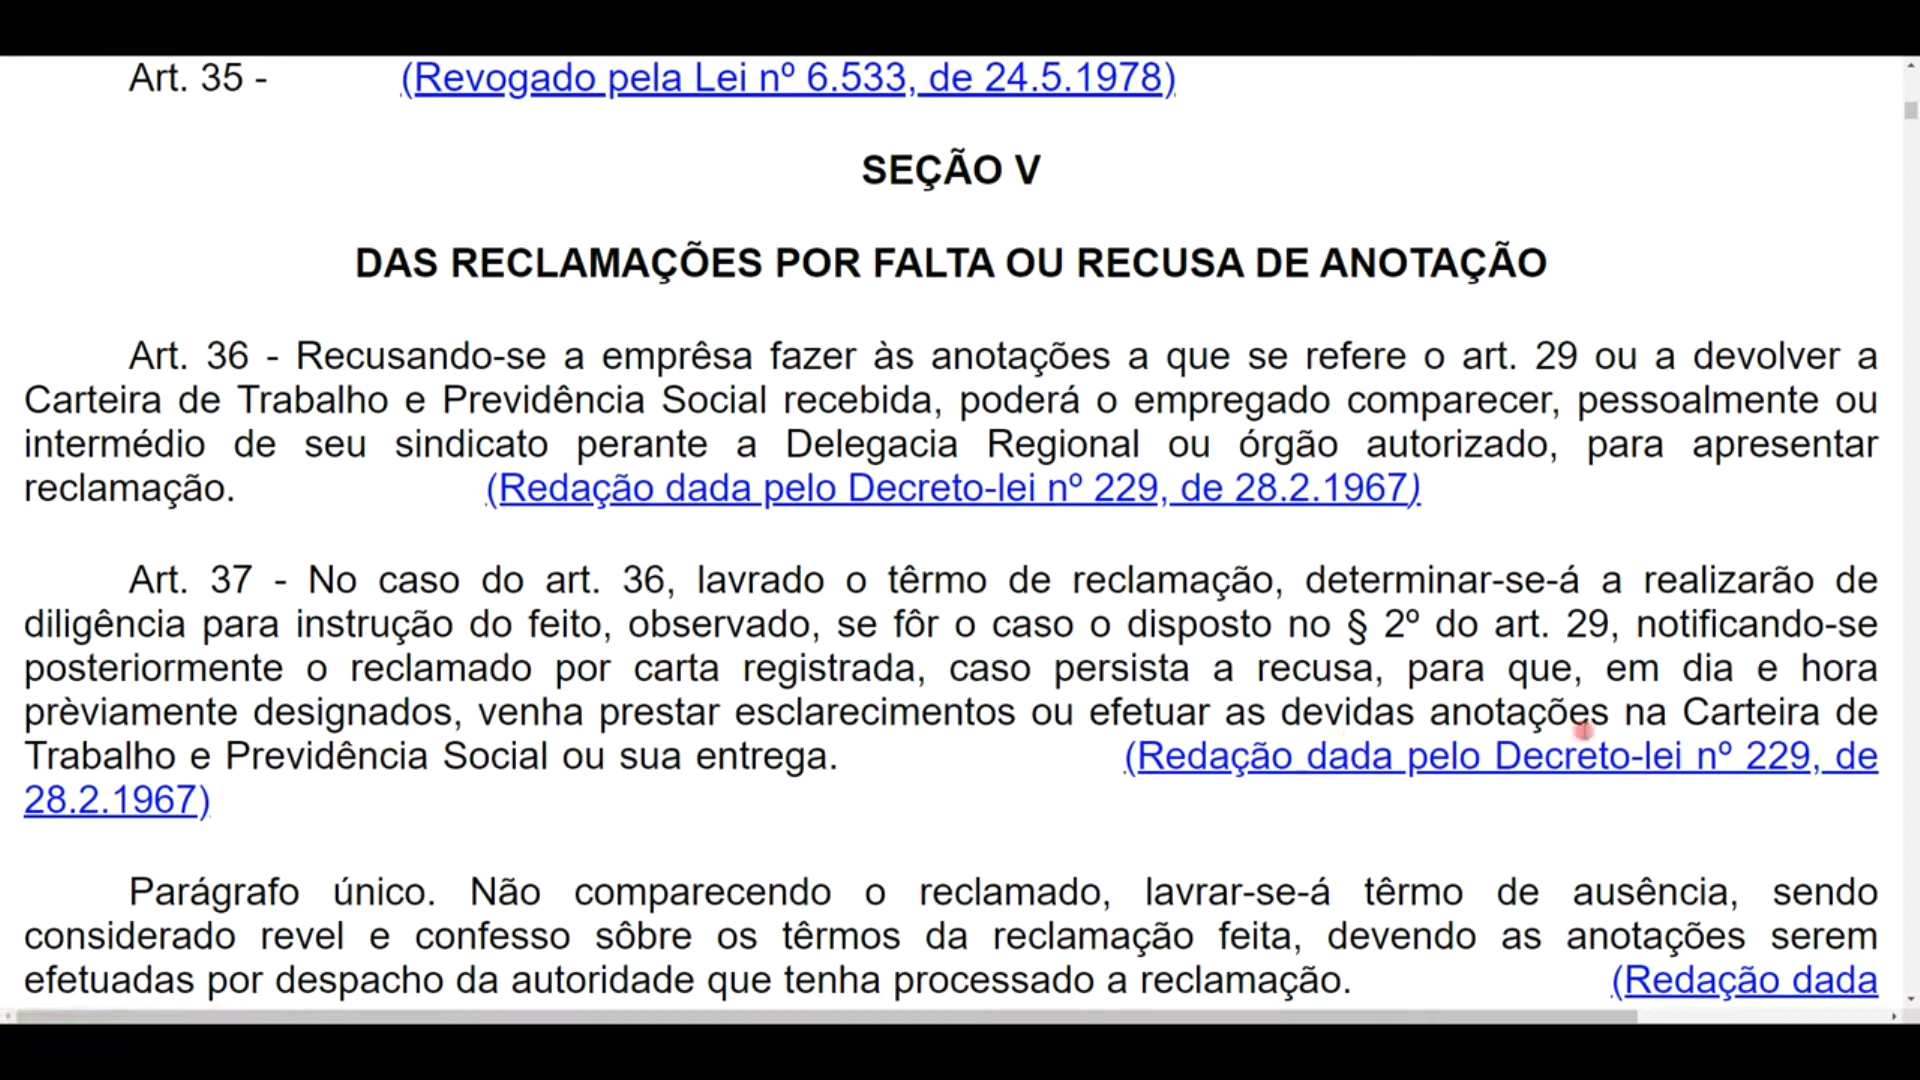 Art. 35 - (Revogado pela Lei nº 6.533, de 24.5.1978)
SEÇÃO V
DAS RECLAMAÇÕES POR FALTA OU RECUSA DE ANOTAÇÃO
Art. 36 - Recusando-se a emprêsa fazer às anotações a que se refere o art. 29 ou a devolver a
Carteira de Trabalho e Previdência Social recebida, poderá o empregado comparecer, pessoalmente ou
intermédio de seu sindicato perante a Delegacia Regional ou órgão autorizado, para apresentar
reclamação. (Redação dada pelo Decreto-lei nº 229, de 28.2.1967)
Art. 37 - No caso do art. 36, lavrado o têrmo de reclamação, determinar-se-á a realizarão de
diligência para instrução do feito, observado, se fôr o caso o disposto no § 2º do art. 29, notificando-se
posteriormente o reclamado por carta registrada, caso persista a recusa, para que, em dia e hora
prèviamente designados, venha prestar esclarecimentos ou efetuar as devidas anotações na Carteira de
Trabalho e Previdência Social ou sua entrega. (Redação dada pelo Decreto-lei nº 229, de
28.2.1967)
Parágrafo único. Não comparecendo o reclamado, lavrar-se-á têrmo de ausência, sendo
considerado revel e confesso sôbre os têrmos da reclamação feita, devendo as anotações serem
efetuadas por despacho da autoridade que tenha processado a reclamação. (Redação dada